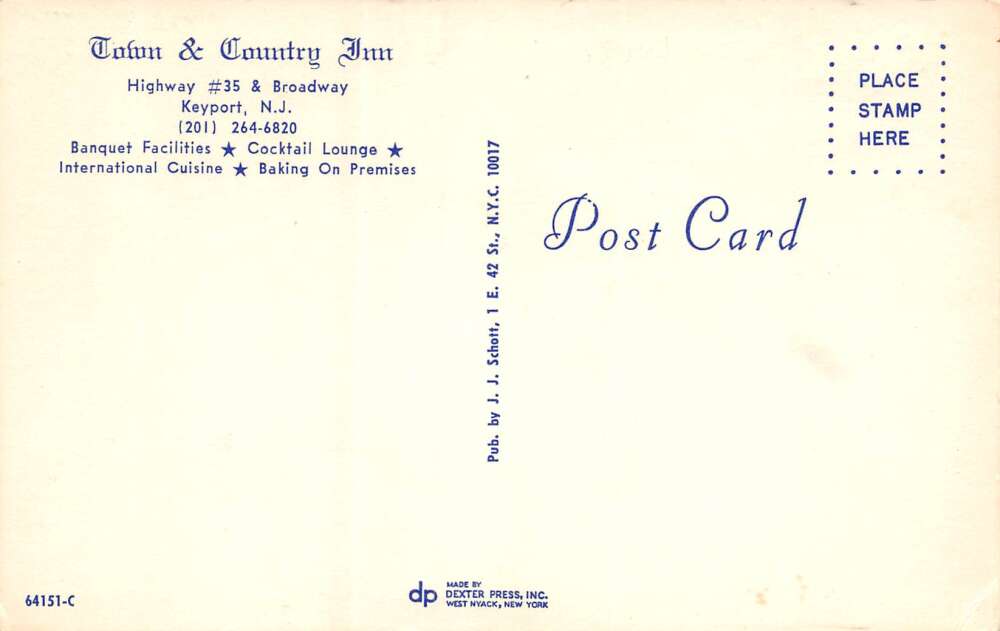 Town & Country Inn
Highway #35 & Broadway
Keyport, N.J.
(201) 264-6820
Banquet Facilities ★ Cocktail Lounge ★
International Cuisine ★ Baking On Premises
PLACE
STAMP
HERE
Post Card
Pub. by J. J. Schott, 1 E. 42 St., N.Y.C. 10017
64151-C
dp
MADE BY
DEXTER PRESS, INC.
WEST NYACK, NEW YORK